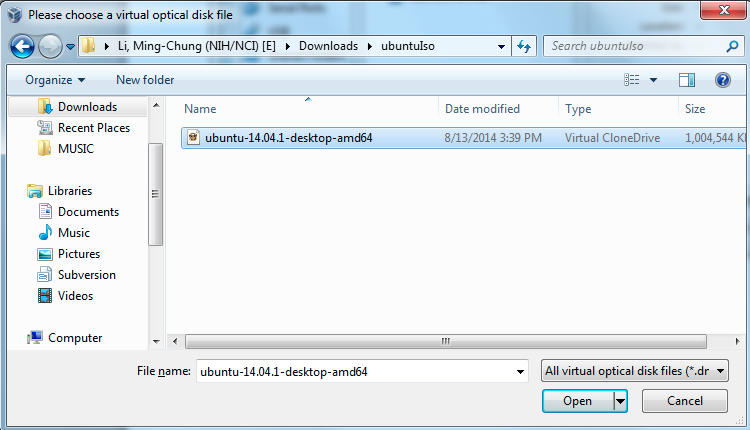 Please choose a virtual optical disk file
Li, Ming-Chung (NIH/NCI) [E] Downloads ubuntuIso Search ubuntuIso
Organize New folder
Downloads
Recent Places
MUSIC
Libraries
Documents
Music
Pictures
Subversion
Videos
Computer
Name Date modified Type Size
ubuntu-14.04.1-desktop-amd64 8/13/2014 3:39 PM Virtual CloneDrive 1,004,544 K
File name: ubuntu-14.04.1-desktop-amd64 All virtual optical disk files (*.dr
Open Cancel